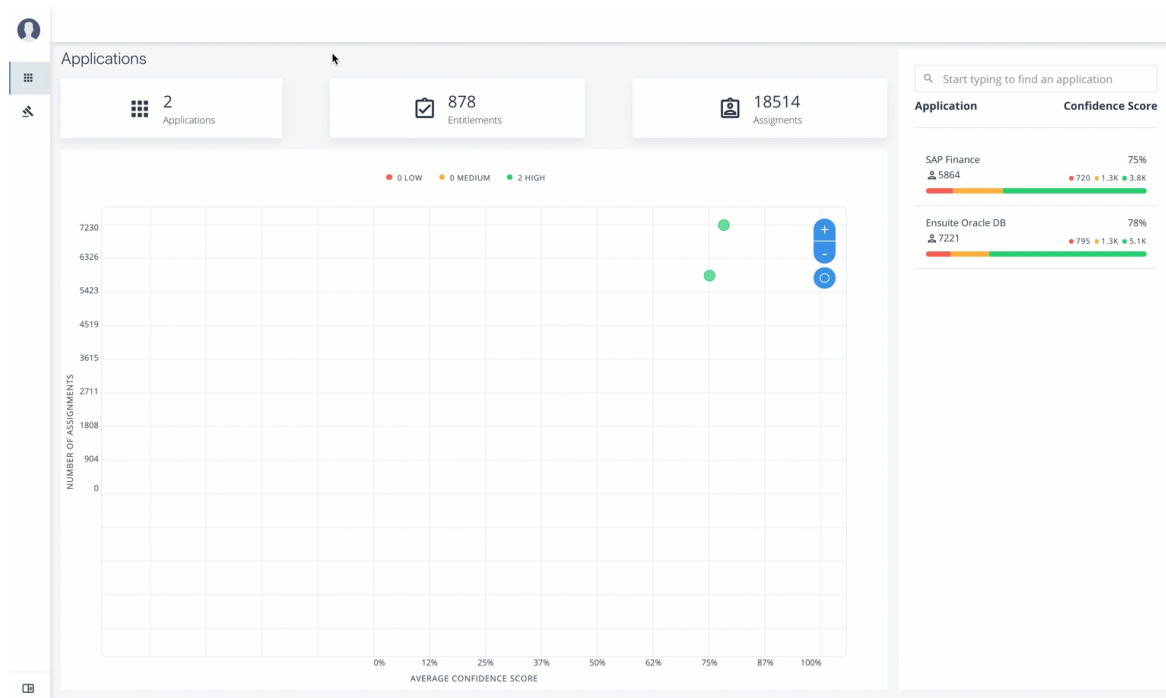 Applications
2
Applications
878
Entitlements
18514
Assigments
0 LOW 0 MEDIUM 2 HIGH
7230
6326
5423
4519
3615
2711
1808
904
0
NUMBER OF ASSIGNMENTS
+
-
0% 12% 25% 37% 50% 62% 75% 87% 100%
AVERAGE CONFIDENCE SCORE
Start typing to find an application
Application Confidence Score
SAP Finance 75%
5864 720 1.3K 3.8K
Ensuite Oracle DB 78%
7221 795 1.3K 5.1K